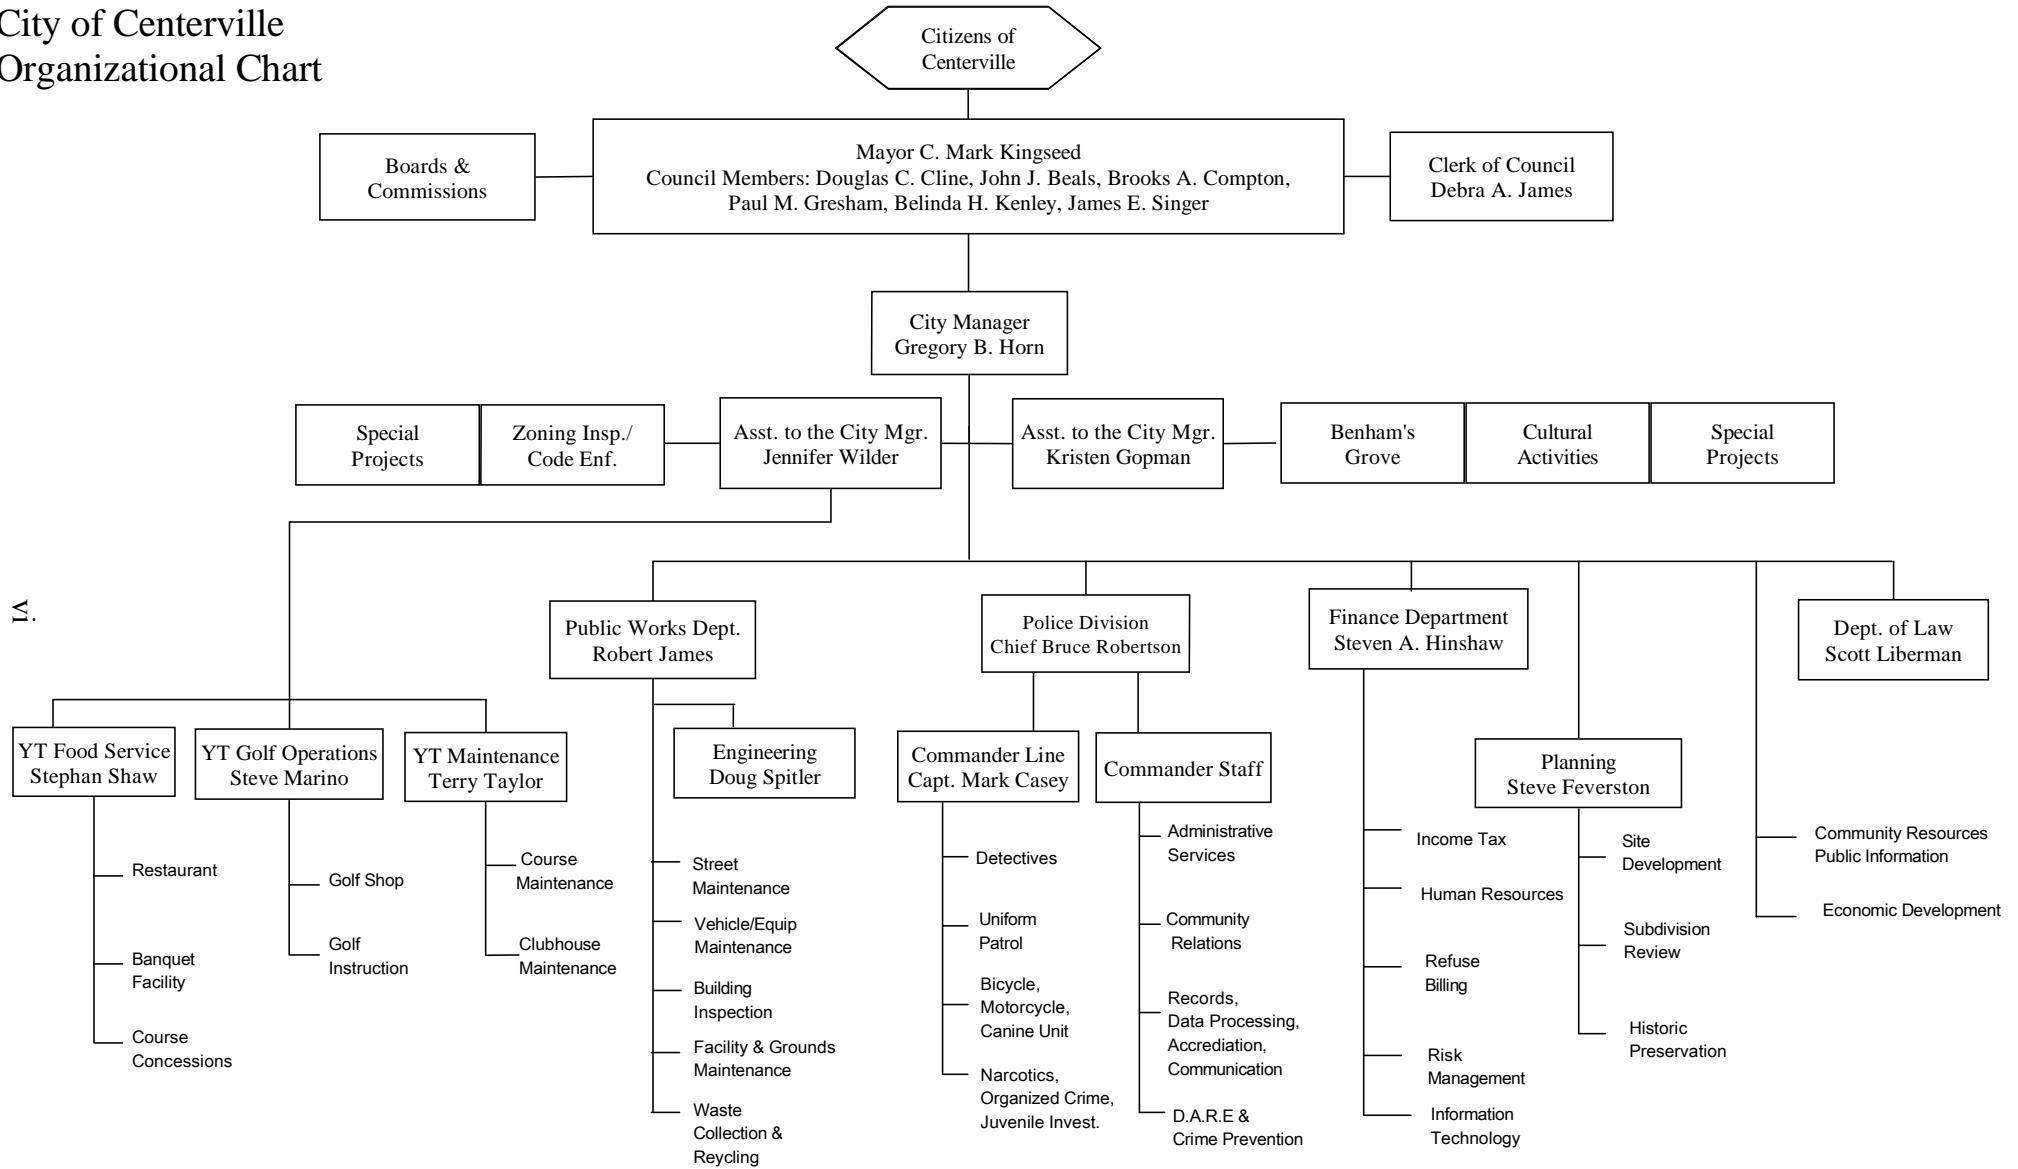 City of Centerville
Organizational Chart
Citizens of
Centerville
Boards &
Commissions
Mayor C. Mark Kingseed
Council Members: Douglas C. Cline, John J. Beals, Brooks A. Compton,
Paul M. Gresham, Belinda H. Kenley, James E. Singer
Clerk of Council
Debra A. James
City Manager
Gregory B. Horn
Special
Projects
Zoning Insp./
Code Enf.
Asst. to the City Mgr.
Jennifer Wilder
Asst. to the City Mgr.
Kristen Gopman
Benham's
Grove
Cultural
Activities
Special
Projects
vi.
Public Works Dept.
Robert James
Police Division
Chief Bruce Robertson
Finance Department
Steven A. Hinshaw
Dept. of Law
Scott Liberman
YT Food Service
Stephan Shaw
YT Golf Operations
Steve Marino
YT Maintenance
Terry Taylor
Engineering
Doug Spitler
Commander Line
Capt. Mark Casey
Commander Staff
Planning
Steve Feverston
Restaurant
Banquet
Facility
Course
Concessions
Golf Shop
Golf
Instruction
Course
Maintenance
Clubhouse
Maintenance
Street
Maintenance
Vehicle/Equip
Maintenance
Building
Inspection
Facility & Grounds
Maintenance
Waste
Collection &
Reycling
Detectives
Uniform
Patrol
Bicycle,
Motorcycle,
Canine Unit
Narcotics,
Organized Crime,
Juvenile Invest.
Administrative
Services
Community
Relations
Records,
Data Processing,
Accrediation,
Communication
D.A.R.E &
Crime Prevention
Income Tax
Human Resources
Refuse
Billing
Risk
Management
Information
Technology
Site
Development
Subdivision
Review
Historic
Preservation
Community Resources
Public Information
Economic Development